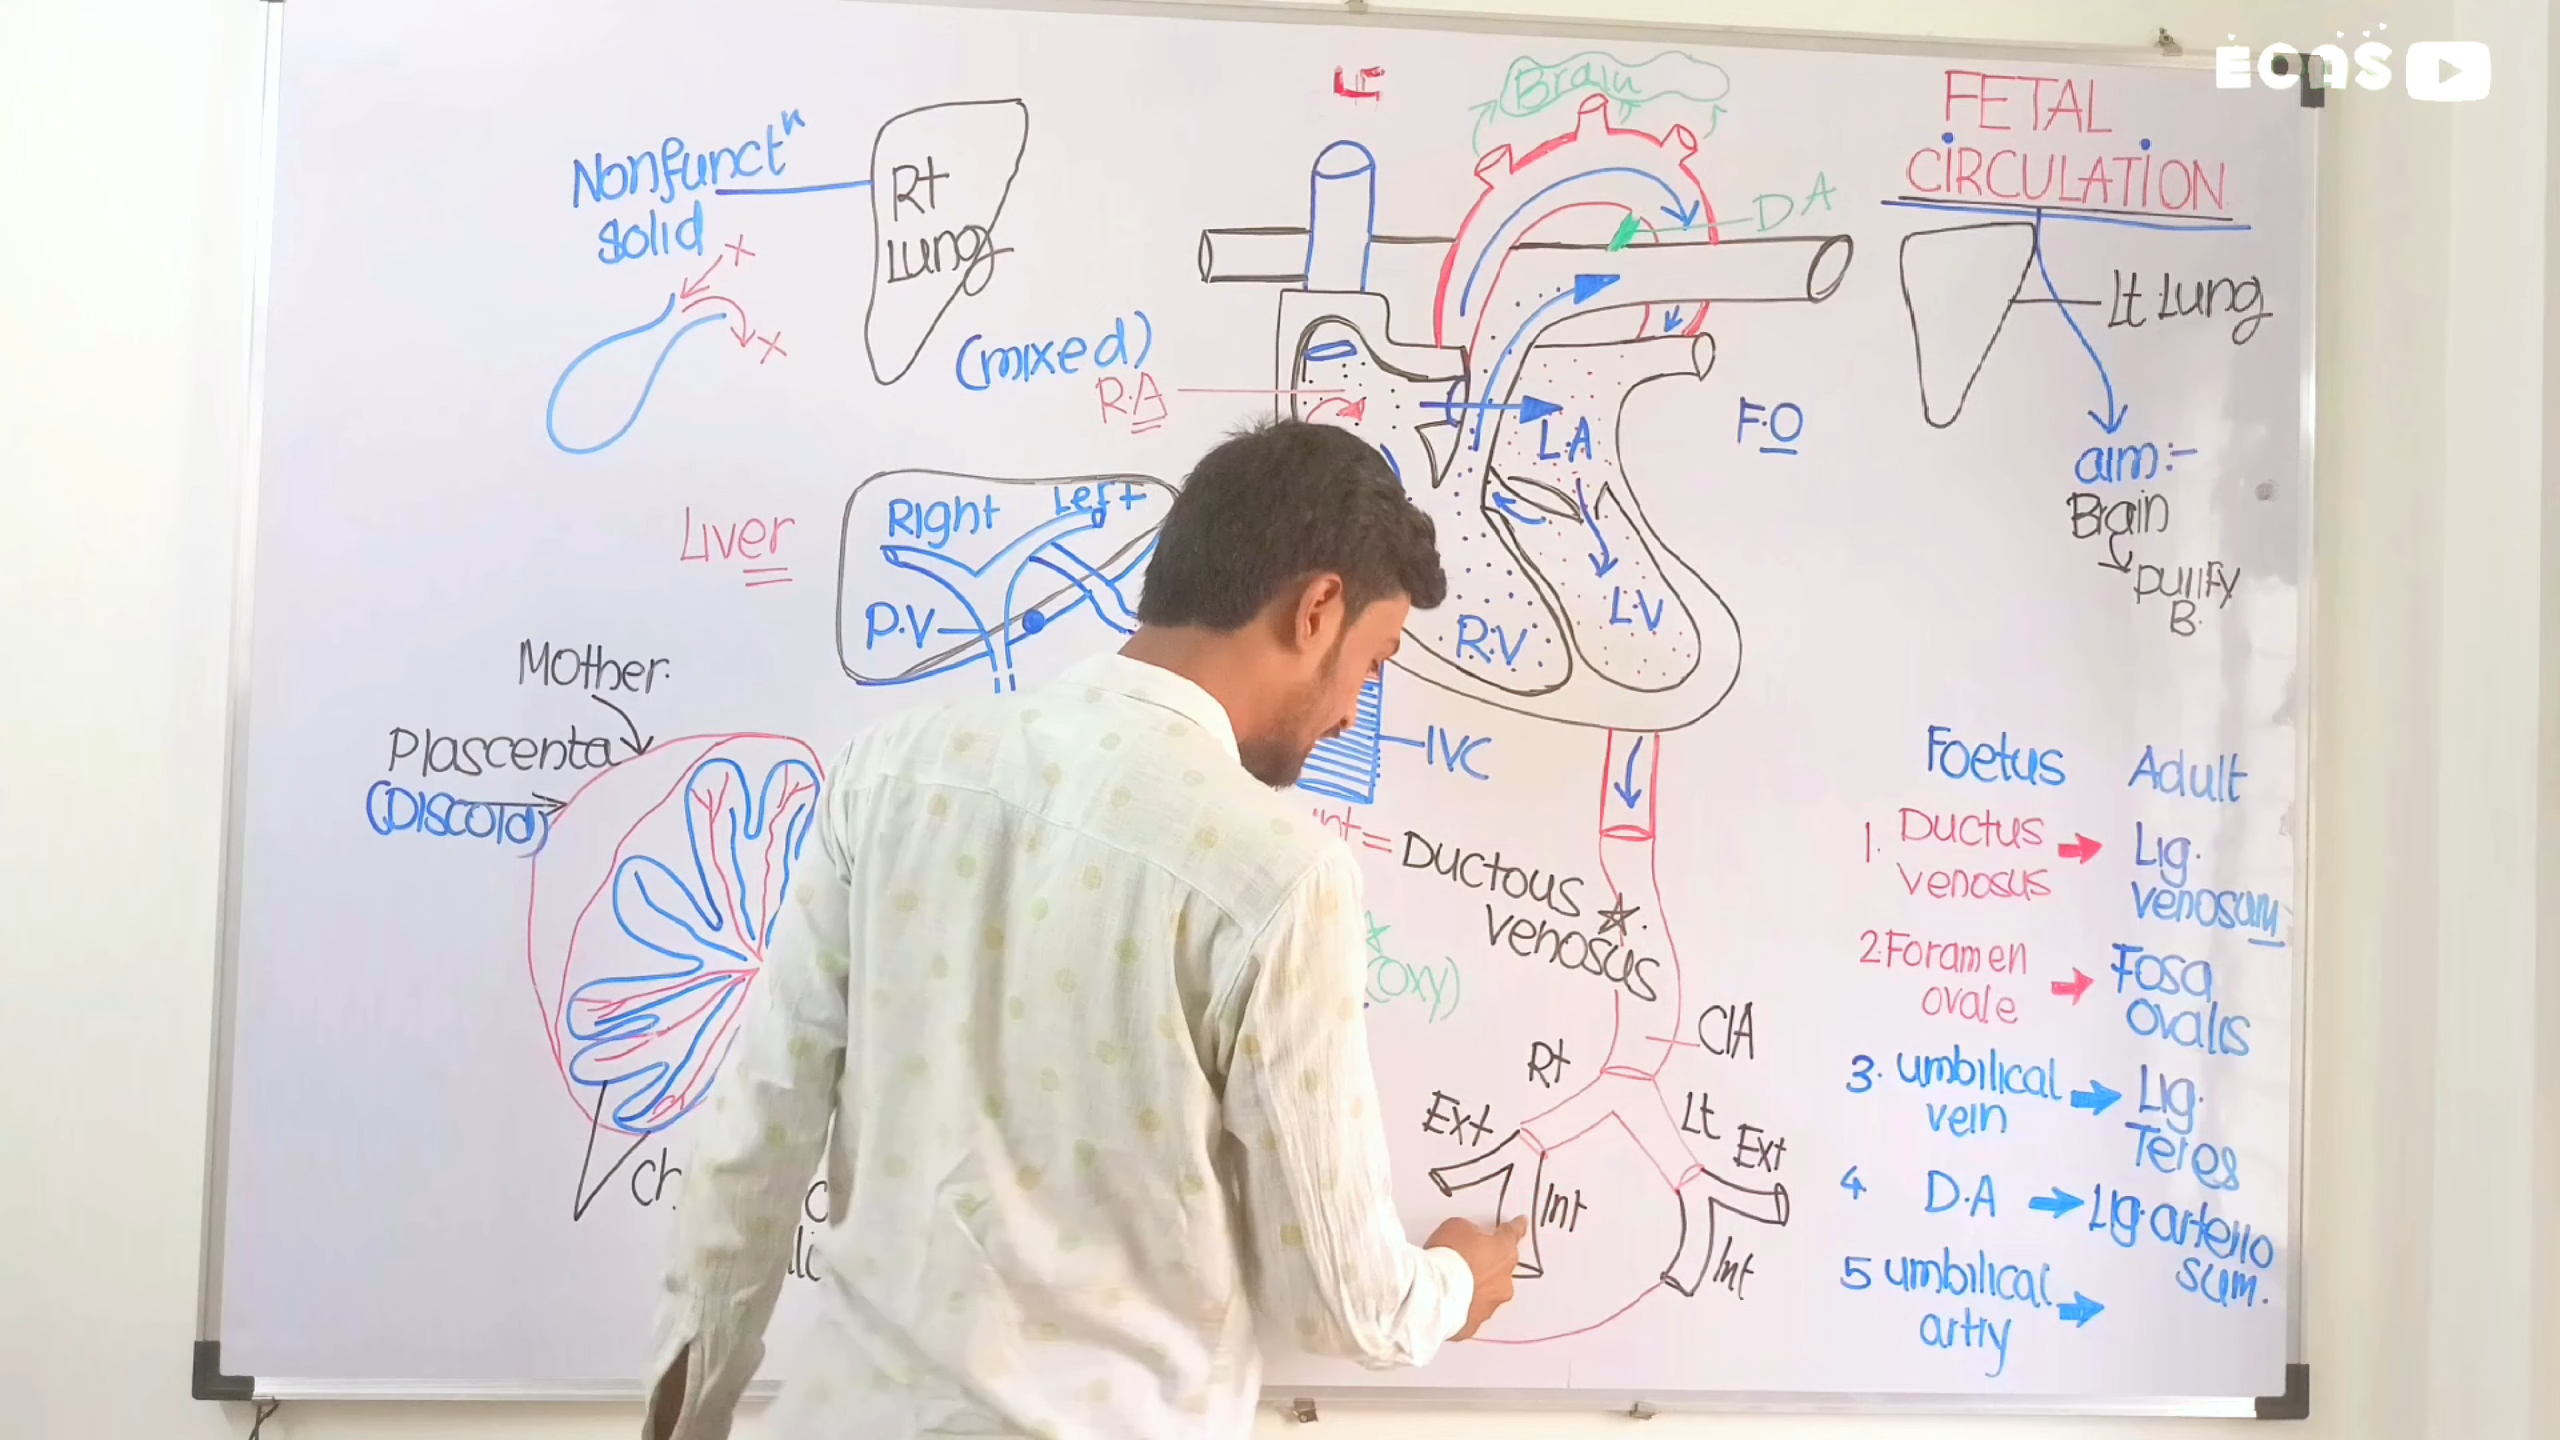 ECAS
FETAL
CIRCULATION
Lt Lung
aim:-
Brain
purify
B.
Brain
DA
Nonfunctn
solid
Rt
Lung
(mixed)
R.A
L.A
F.O
L.V
R.V
Liver
Right Left
P.V
IVC
Mother.
Plascenta
(Discoid)
= Ductous
venosus
(oxy)
CIA
Rt
Lt
Ext
Int
Ext
Int
Foetus Adult
1. Ductus
venosus
Lig.
venosum
2.Foramen
ovale
Fosa
ovalis
3. umbilical
vein
Lig.
Teres
4 D.A
Lig.arterio
sum.
5 umbilical
artry